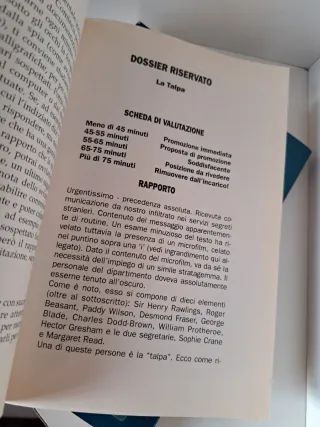 DOSSIER RISERVATO
La Talpa
SCHEDA DI VALUTAZIONE
Meno di 45 minuti Promozione immediata
45-55 minuti Proposta di promozione
55-65 minuti Soddisfacente
65-75 minuti Posizione da rivedere
Più di 75 minuti Rimuovere dall'incarico!
RAPPORTO
Urgentissimo - precedenza assoluta. Ricevuta co-
municazione da nostro infiltrato nei servizi segreti
stranieri. Contenuto del messaggio apparentemen-
te di routine. Un esame minuzioso del testo ha ri-
velato tuttavia la presenza di un microfilm, celato
nel puntino sopra una 'i' (vedi ingrandimento qui al-
legato). Dato il contenuto del microfilm, va da sé la
necessità dell'impiego di un simile stratagemma. Il
personale del dipartimento doveva assolutamente
esserne tenuto all'oscuro.
Come è noto, esso si compone di dieci elementi
(oltre al sottoscritto): Sir Henry Rawlings, Roger
Beasant, Paddy Wilson, Desmond Fraser, George
Blade, Charles Dodd-Brown, William Protheroe,
Hector Gresham e le due segretarie, Sophie Crane
e Margaret Read.
Una di queste persone è la "talpa". Ecco come ri-